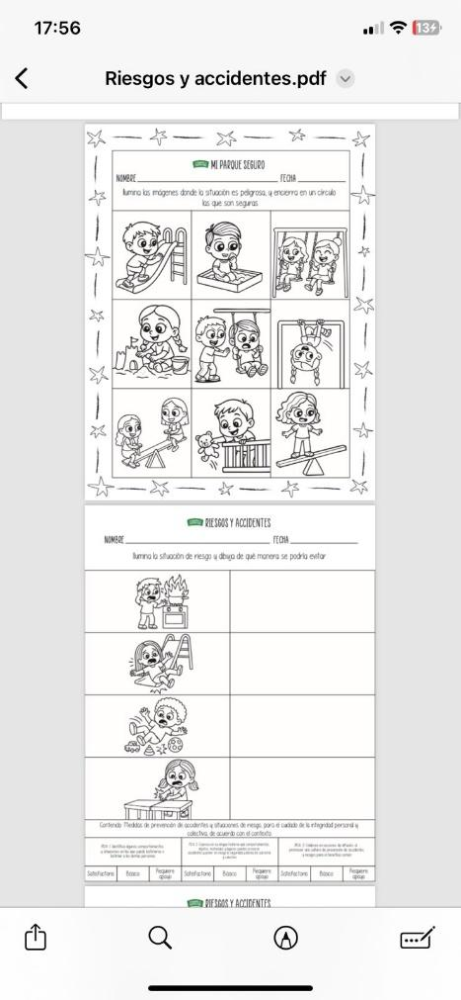 17:56
13
Riesgos y accidentes.pdf
MI PARQUE SEGURO
NOMBRE FECHA
Ilumina las imágenes donde la situación es peligrosa, y encierra en un círculo
las que son seguras
RIESGOS Y ACCIDENTES
NOMBRE FECHA
Ilumina la situación de riesgo y dibuja de qué manera se podría evitar
Contenido: Medidas de prevención de accidentes y situaciones de riesgo, para el cuidado de la integridad personal y
colectiva, de acuerdo con el contexto.
Satisfactorio Básico Requiere apoyo Satisfactorio Básico Requiere apoyo Satisfactorio Básico Requiere apoyo
RIESGOS Y ACCIDENTES